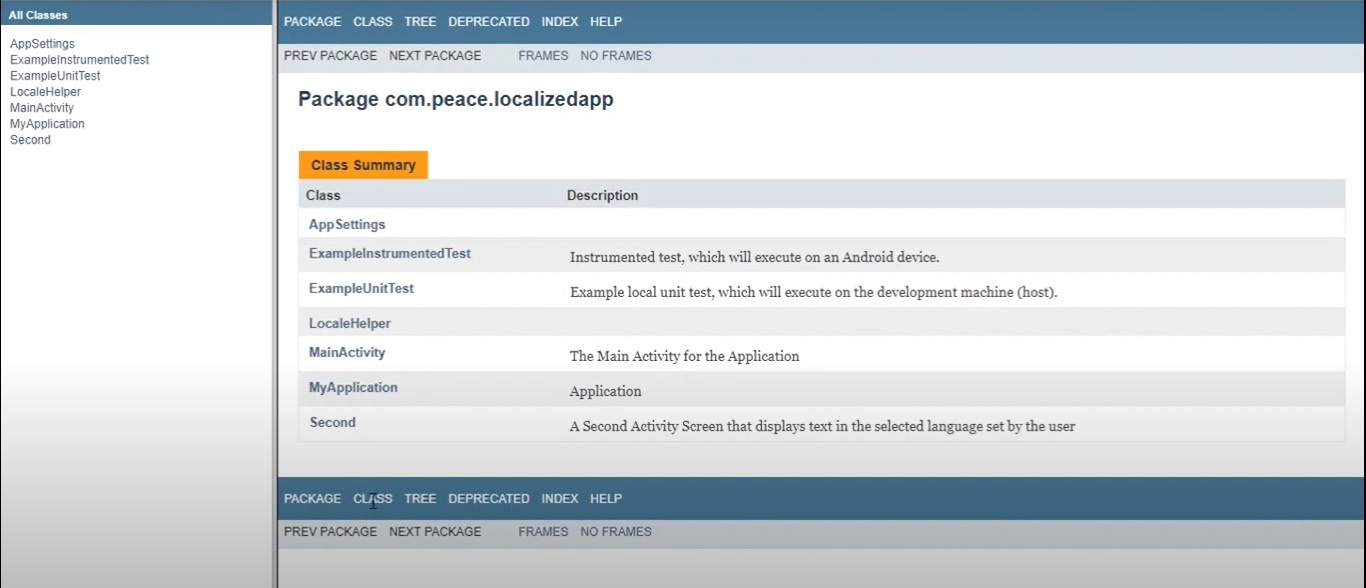 All Classes
AppSettings
ExampleInstrumentedTest
ExampleUnitTest
LocaleHelper
MainActivity
MyApplication
Second
PACKAGE CLASS TREE DEPRECATED INDEX HELP
PREV PACKAGE NEXT PACKAGE FRAMES NO FRAMES
Package com.peace.localizedapp
Class Summary
Class Description
AppSettings
ExampleInstrumentedTest Instrumented test, which will execute on an Android device.
ExampleUnitTest Example local unit test, which will execute on the development machine (host).
LocaleHelper
MainActivity The Main Activity for the Application
MyApplication Application
Second A Second Activity Screen that displays text in the selected language set by the user
PACKAGE CLASS TREE DEPRECATED INDEX HELP
PREV PACKAGE NEXT PACKAGE FRAMES NO FRAMES